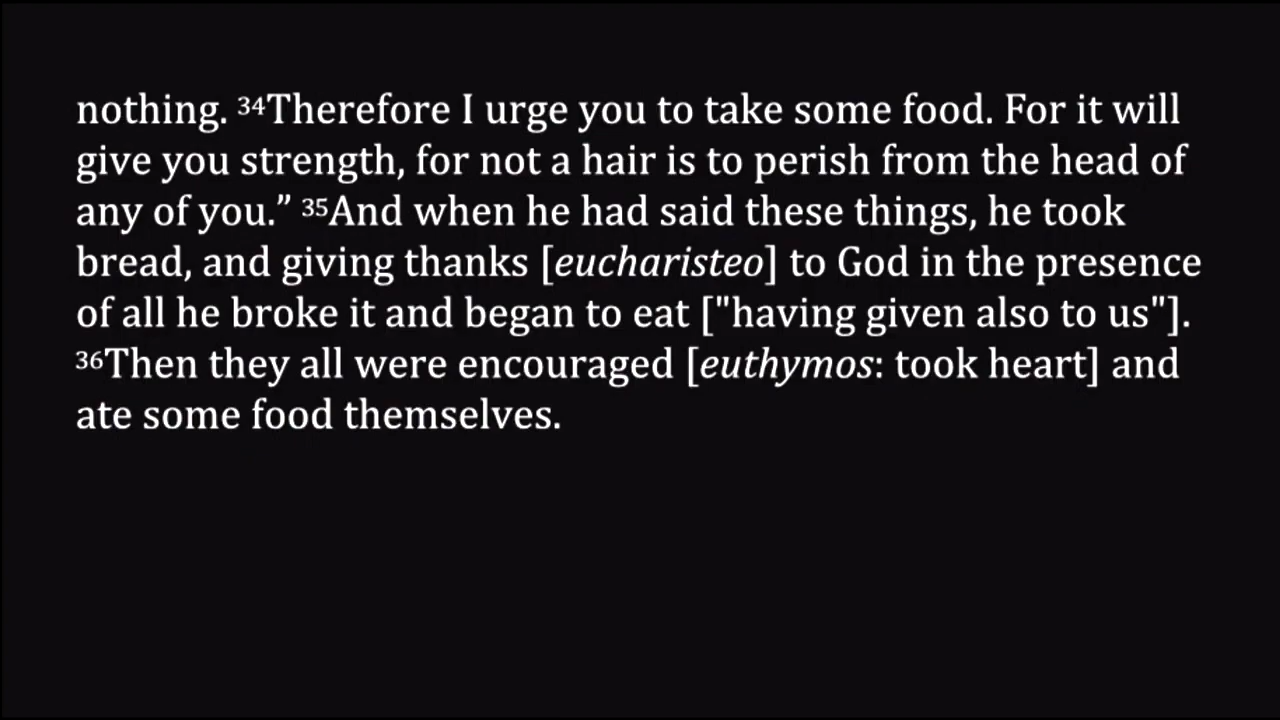 nothing. ³⁴Therefore I urge you to take some food. For it will
give you strength, for not a hair is to perish from the head of
any of you.” ³⁵And when he had said these things, he took
bread, and giving thanks [eucharisteo] to God in the presence
of all he broke it and began to eat ["having given also to us"].
³⁶Then they all were encouraged [euthymos: took heart] and
ate some food themselves.